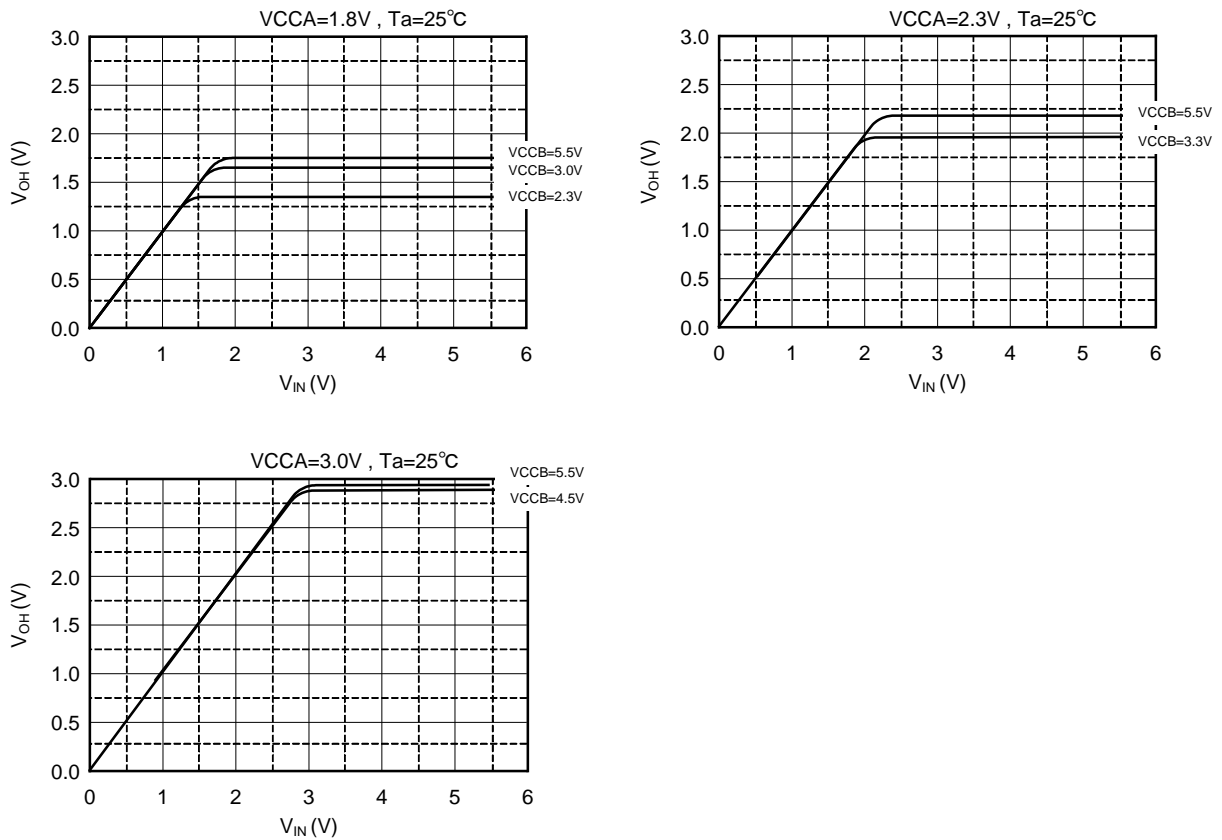 VCCA=1.8V , Ta=25℃
3.0
2.5
2.0
1.5
1.0
0.5
0.0
VOH (V)
VCCB=5.5V
VCCB=3.0V
VCCB=2.3V
0 1 2 3 4 5 6
VIN (V)
VCCA=2.3V , Ta=25℃
3.0
2.5
2.0
1.5
1.0
0.5
0.0
VOH (V)
VCCB=5.5V
VCCB=3.3V
0 1 2 3 4 5 6
VIN (V)
VCCA=3.0V , Ta=25℃
3.0
2.5
2.0
1.5
1.0
0.5
0.0
VOH (V)
VCCB=5.5V
VCCB=4.5V
0 1 2 3 4 5 6
VIN (V)